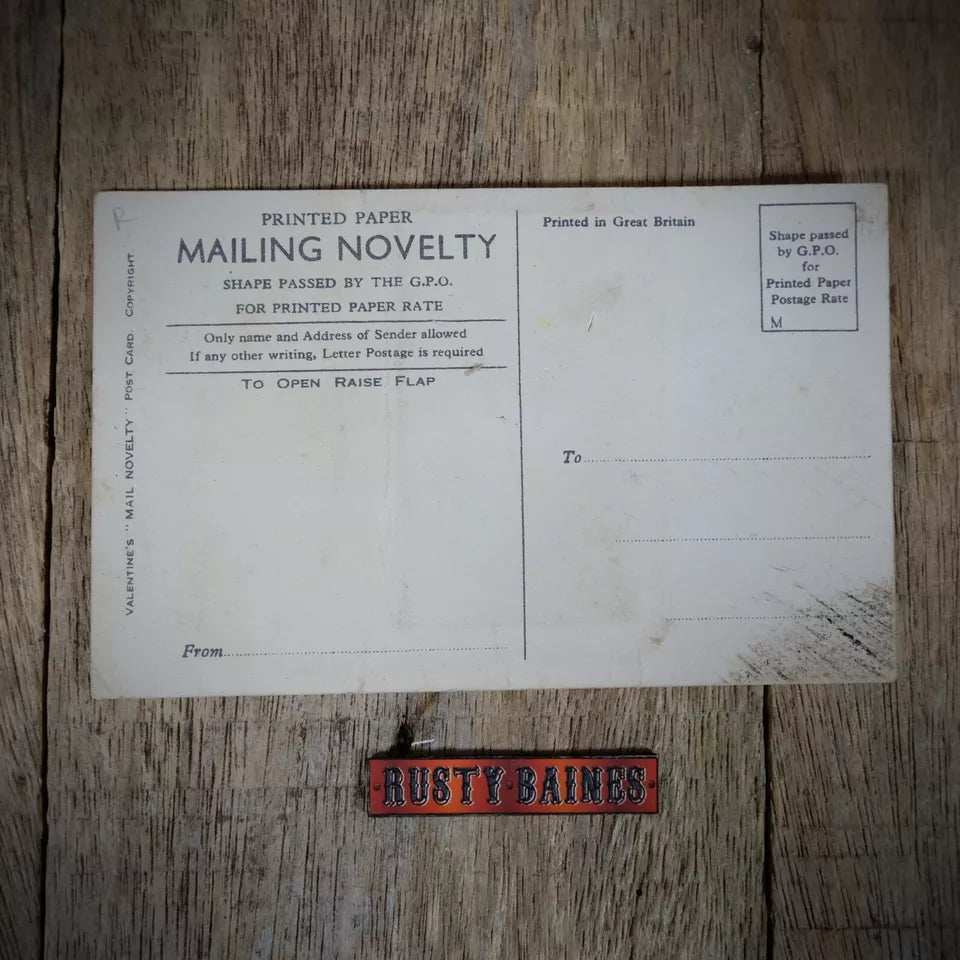 R
PRINTED PAPER
MAILING NOVELTY
SHAPE PASSED BY THE G.P.O.
FOR PRINTED PAPER RATE
Only name and Address of Sender allowed
If any other writing, Letter Postage is required
TO OPEN RAISE FLAP
From
VALENTINE'S "MAIL NOVELTY" POST CARD. COPYRIGHT.
Printed in Great Britain
Shape passed
by G.P.O.
for
Printed Paper
Postage Rate
M
To
RUSTY·BAINES